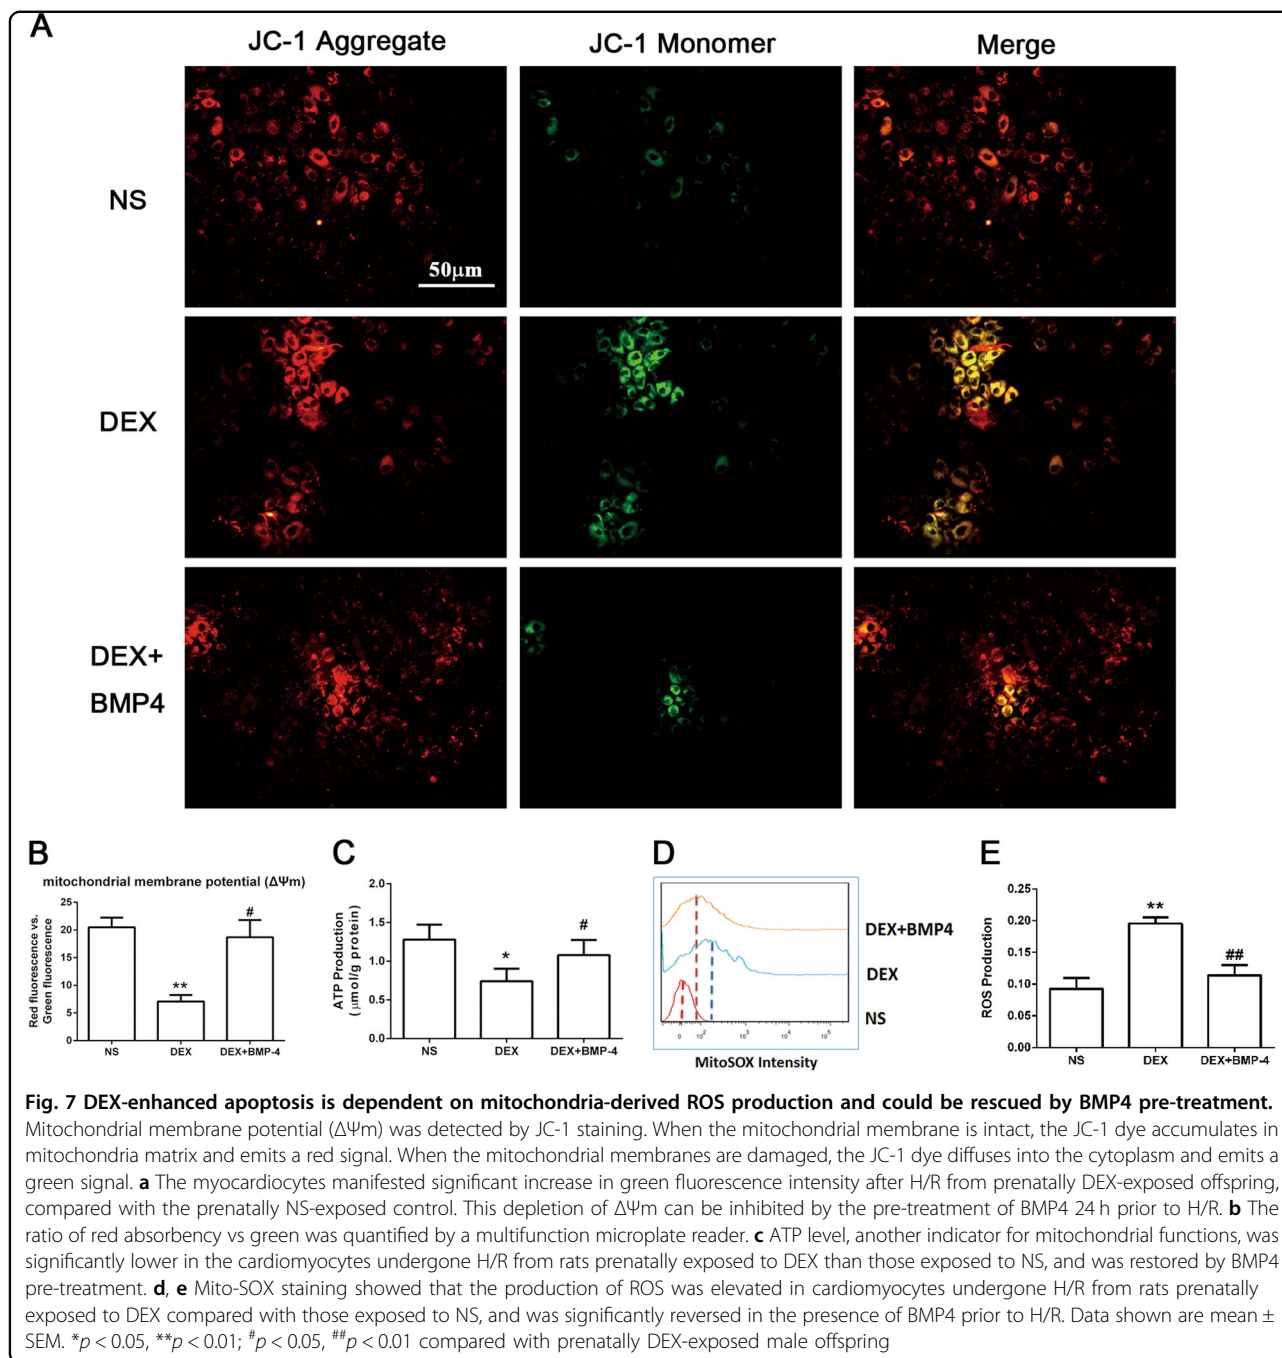 A
JC-1 Aggregate
JC-1 Monomer
Merge
NS
50μm
DEX
DEX+
BMP4
B
mitochondrial membrane potential (ΔΨm)
Red fluorescence vs.
Green fluorescence
25
20
15
10
5
0
**
#
NS
DEX
DEX+BMP-4
C
ATP Production
(μmol/g protein)
2.0
1.5
1.0
0.5
0.0
*
#
NS
DEX
DEX+BMP-4
D
DEX+BMP4
DEX
NS
0
10²
10³
10⁴
10⁵
MitoSOX Intensity
E
ROS Production
0.25
0.20
0.15
0.10
0.05
0.00
**
##
NS
DEX
DEX+BMP-4
Fig. 7 DEX-enhanced apoptosis is dependent on mitochondria-derived ROS production and could be rescued by BMP4 pre-treatment.
Mitochondrial membrane potential (ΔΨm) was detected by JC-1 staining. When the mitochondrial membrane is intact, the JC-1 dye accumulates in
mitochondria matrix and emits a red signal. When the mitochondrial membranes are damaged, the JC-1 dye diffuses into the cytoplasm and emits a
green signal. a The myocardiocytes manifested significant increase in green fluorescence intensity after H/R from prenatally DEX-exposed offspring,
compared with the prenatally NS-exposed control. This depletion of ΔΨm can be inhibited by the pre-treatment of BMP4 24 h prior to H/R. b The
ratio of red absorbency vs green was quantified by a multifunction microplate reader. c ATP level, another indicator for mitochondrial functions, was
significantly lower in the cardiomyocytes undergone H/R from rats prenatally exposed to DEX than those exposed to NS, and was restored by BMP4
pre-treatment. d, e Mito-SOX staining showed that the production of ROS was elevated in cardiomyocytes undergone H/R from rats prenatally
exposed to DEX compared with those exposed to NS, and was significantly reversed in the presence of BMP4 prior to H/R. Data shown are mean ±
SEM. *p < 0.05, **p < 0.01; #p < 0.05, ##p < 0.01 compared with prenatally DEX-exposed male offspring